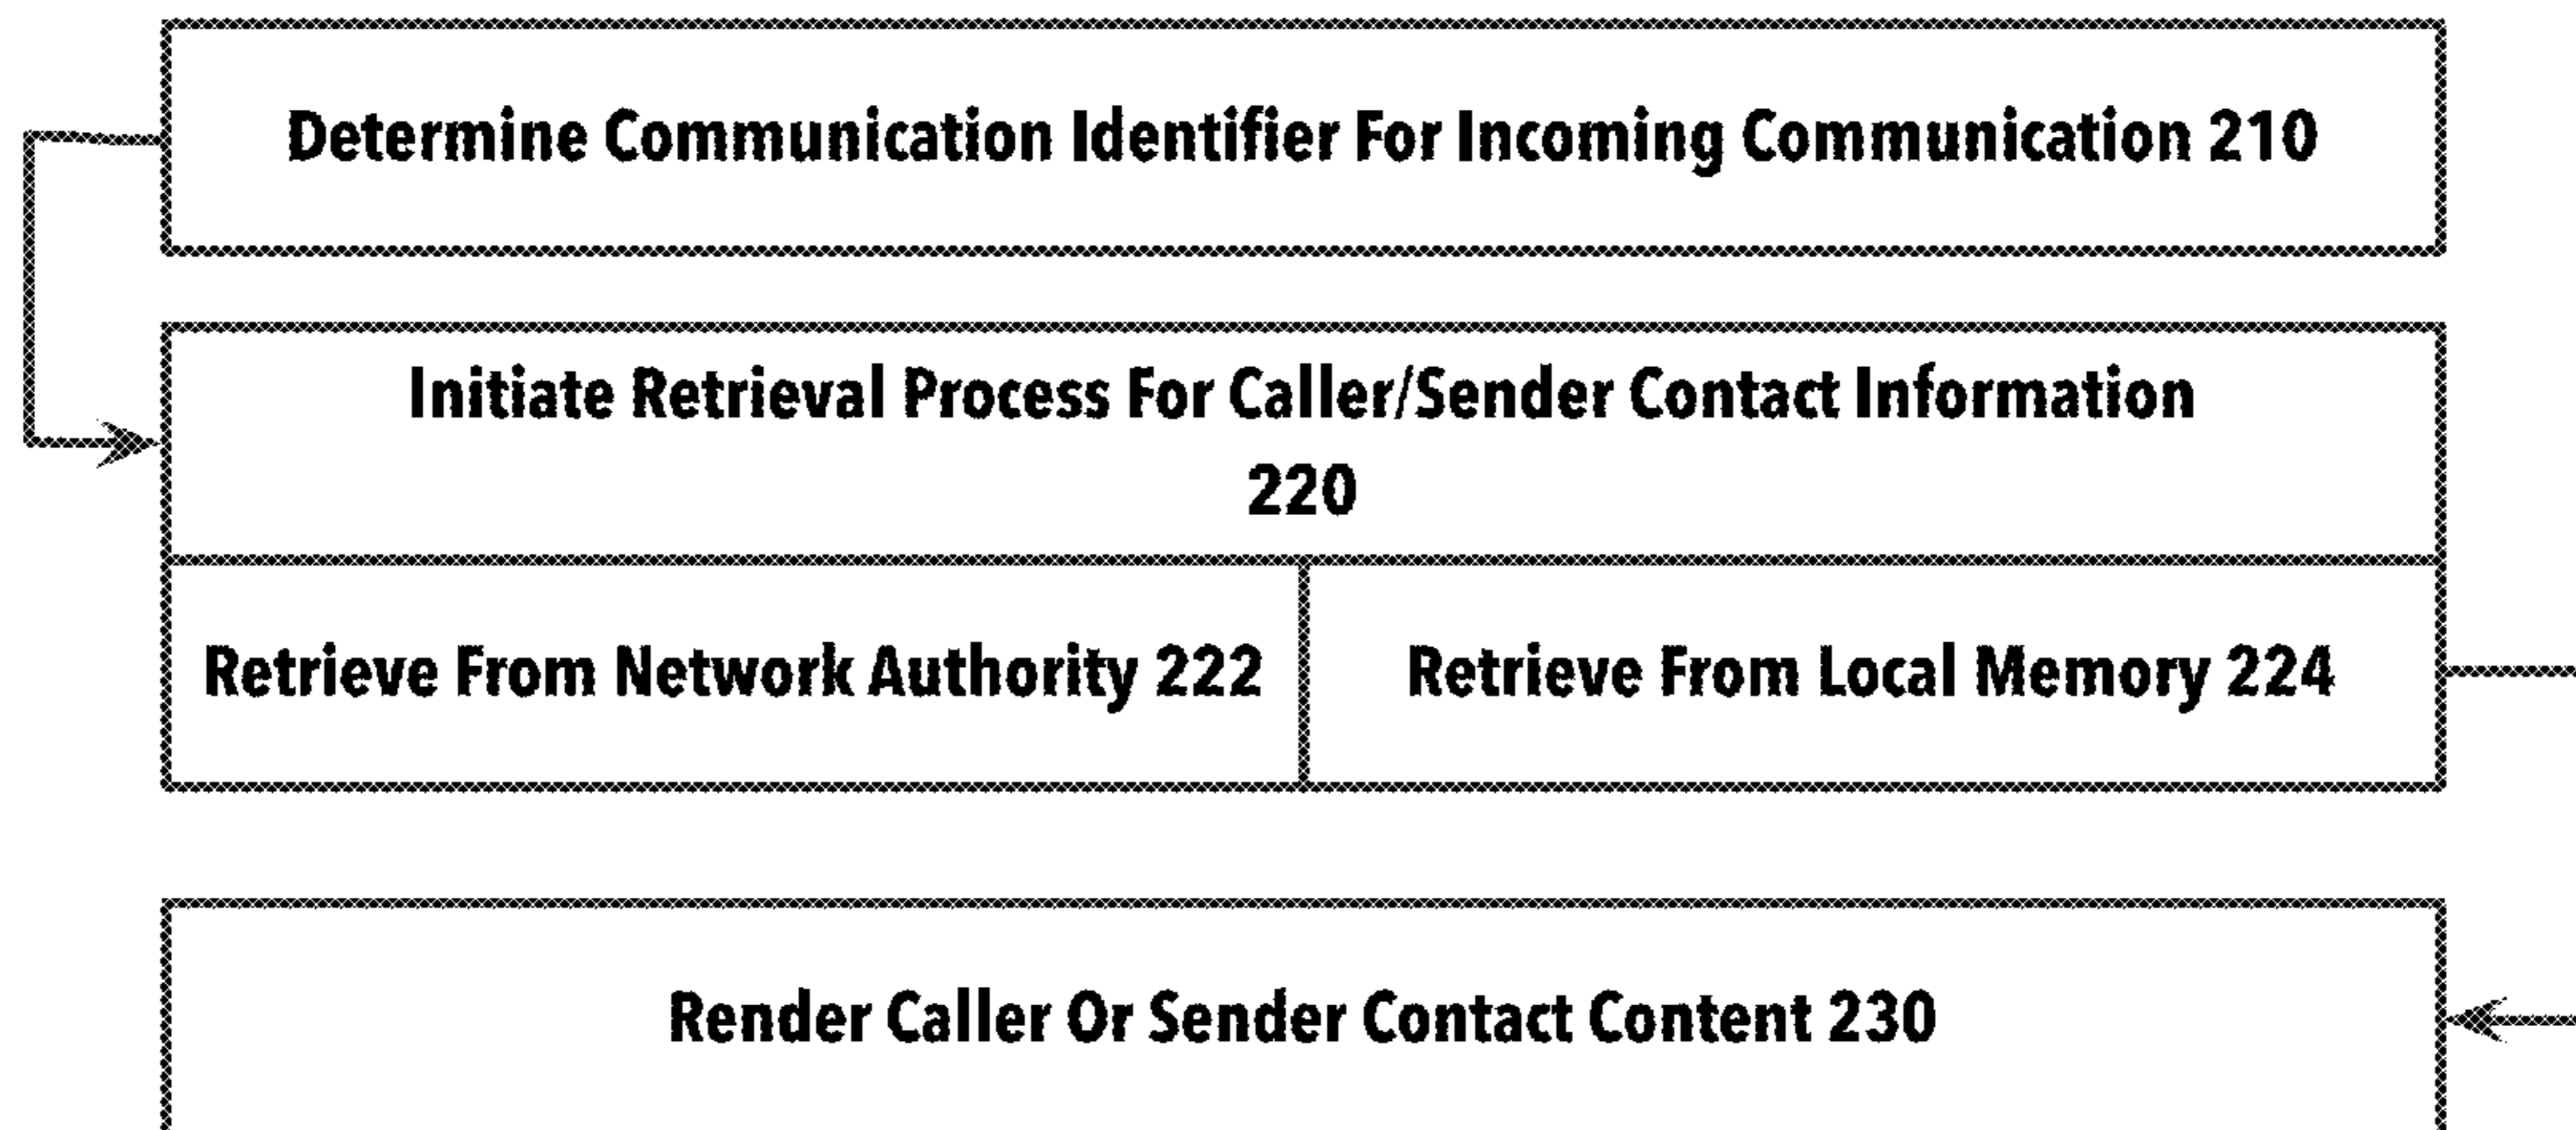 Determine Communication Identifier For Incoming Communication 210
Initiate Retrieval Process For Caller/Sender Contact Information
220
Retrieve From Network Authority 222
Retrieve From Local Memory 224
Render Caller Or Sender Contact Content 230